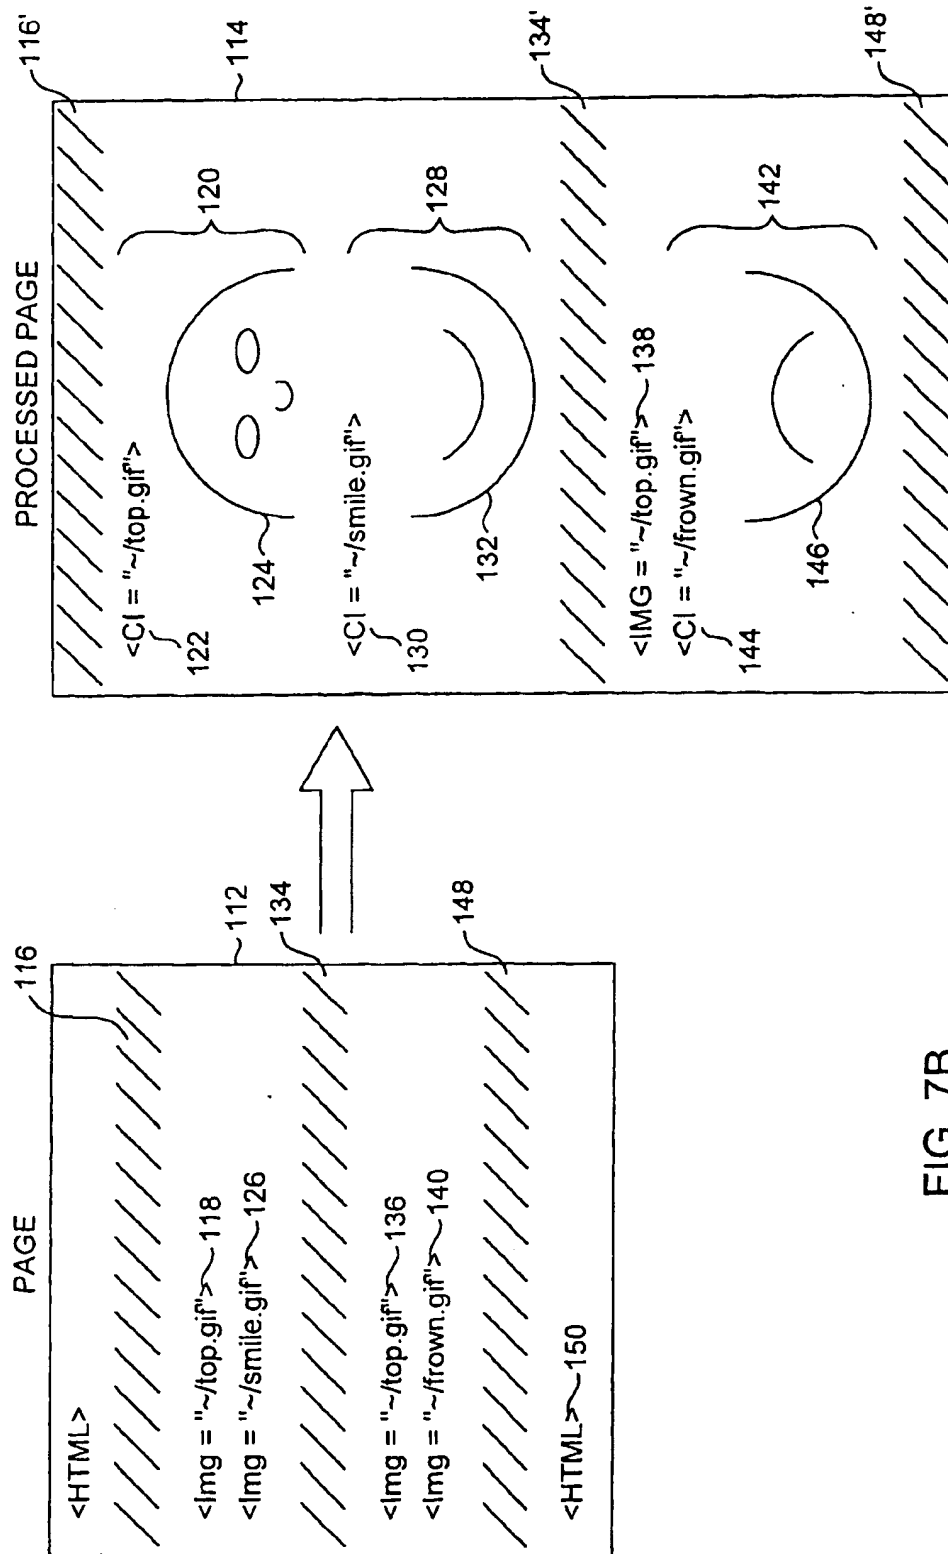 PAGE
116
<HTML>
112
<Img = "~/top.gif">118
<Img = "~/smile.gif">126
134
<Img = "~/top.gif">136
<Img = "~/frown.gif">140
148
<HTML>150
PROCESSED PAGE
116'
114
<CI = "~/top.gif">
122
120
124
<CI = "~/smile.gif">
130
128
132
134'
<IMG = "~/top.gif">138
<CI = "~/frown.gif">
144
142
146
148'
FIG. 7B